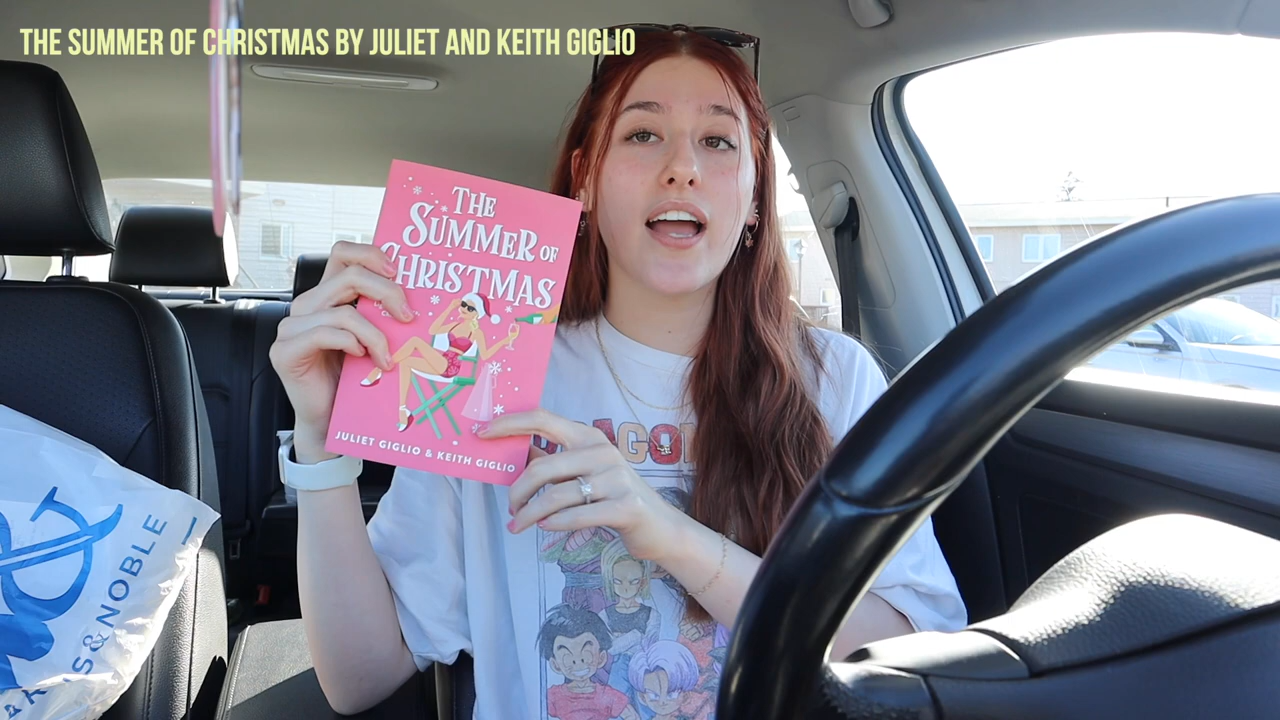 THE SUMMER OF CHRISTMAS BY JULIET AND KEITH GIGLIO
THE
SUMMER OF
CHRISTMAS
JULIET GIGLIO & KEITH GIGLIO
&
NOBLE